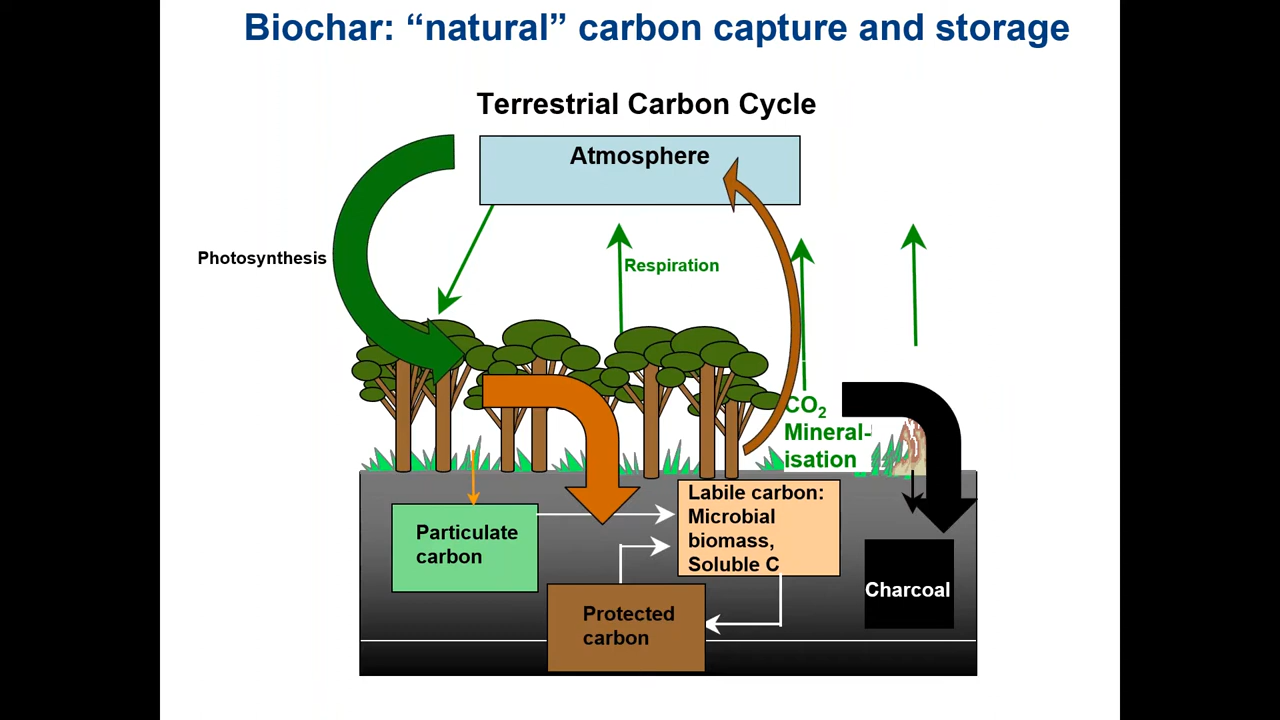 Biochar: “natural” carbon capture and storage
Terrestrial Carbon Cycle
Atmosphere
Photosynthesis
Respiration
CO₂
Mineral-
isation
Labile carbon:
Microbial
biomass,
Soluble C
Particulate
carbon
Charcoal
Protected
carbon